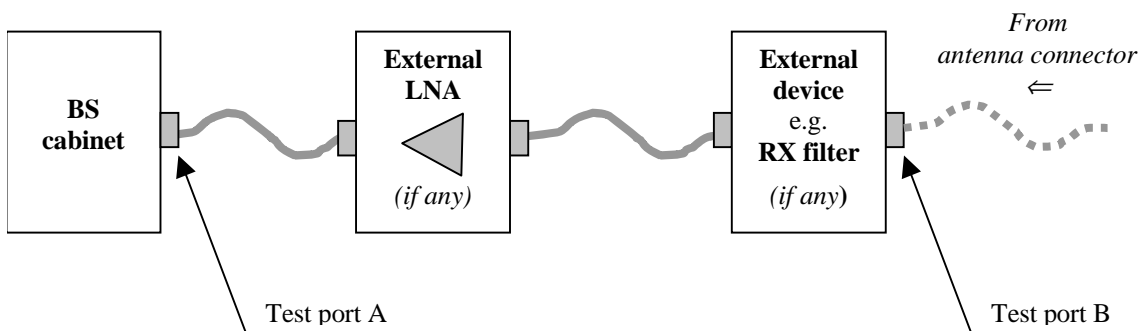 BS
cabinet
External
LNA
(if any)
External
device
e.g.
RX filter
(if any)
From
antenna connector
⇐
Test port A
Test port B